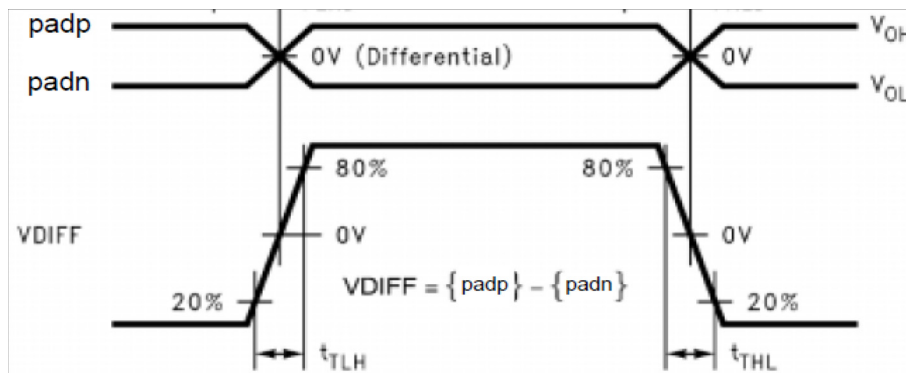 padp
0V (Differential)
0V
V_OH
padn
V_OL
80%
80%
VDIFF
0V
0V
VDIFF = {padp} - {padn}
20%
20%
t_TLH
t_THL